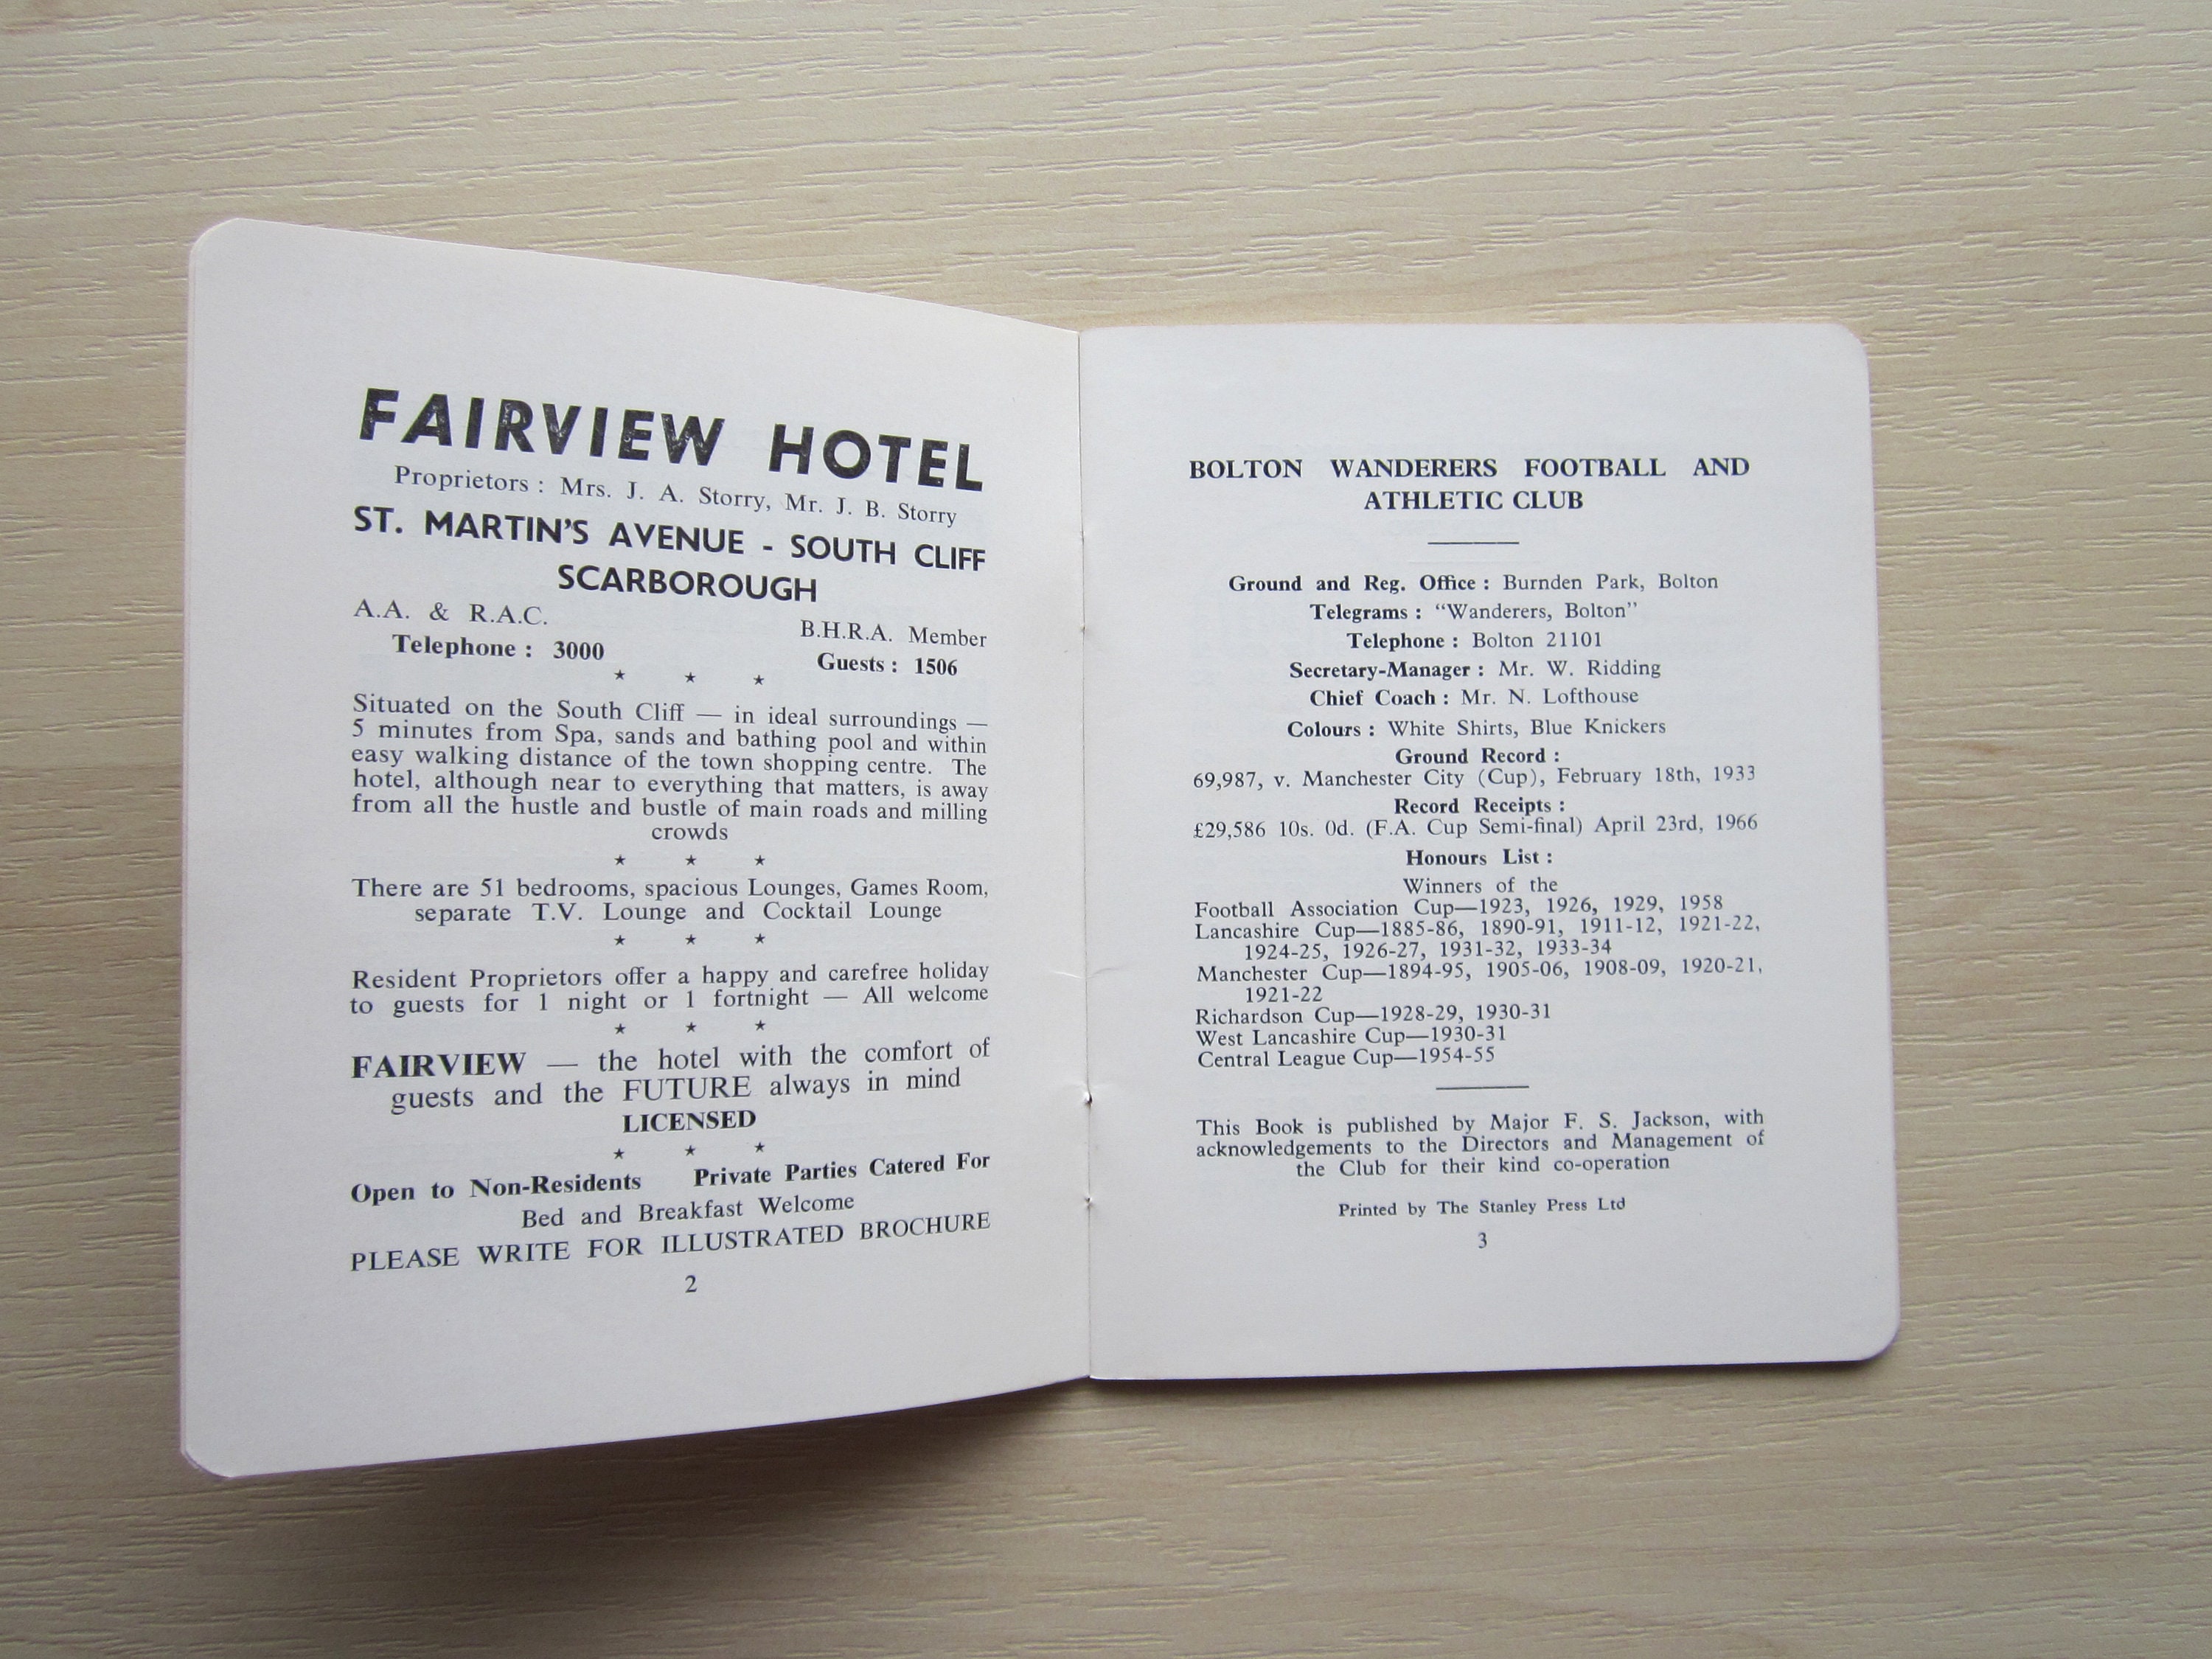 FAIRVIEW HOTEL
Proprietors : Mrs. J. A. Storry, Mr. J. B. Storry
ST. MARTIN'S AVENUE - SOUTH CLIFF
SCARBOROUGH
A.A. & R.A.C. B.H.R.A. Member
Telephone : 3000 Guests : 1506
★ ★ ★
Situated on the South Cliff — in ideal surroundings —
5 minutes from Spa, sands and bathing pool and within
easy walking distance of the town shopping centre. The
hotel, although near to everything that matters, is away
from all the hustle and bustle of main roads and milling
crowds
★ ★ ★
There are 51 bedrooms, spacious Lounges, Games Room,
separate T.V. Lounge and Cocktail Lounge
★ ★ ★
Resident Proprietors offer a happy and carefree holiday
to guests for 1 night or 1 fortnight — All welcome
★ ★ ★
FAIRVIEW — the hotel with the comfort of
guests and the FUTURE always in mind
LICENSED
★ ★ ★
Open to Non-Residents Private Parties Catered For
Bed and Breakfast Welcome
PLEASE WRITE FOR ILLUSTRATED BROCHURE
2
BOLTON WANDERERS FOOTBALL AND
ATHLETIC CLUB
Ground and Reg. Office : Burnden Park, Bolton
Telegrams : "Wanderers, Bolton"
Telephone : Bolton 21101
Secretary-Manager : Mr. W. Ridding
Chief Coach : Mr. N. Lofthouse
Colours : White Shirts, Blue Knickers
Ground Record :
69,987, v. Manchester City (Cup), February 18th, 1933
Record Receipts :
£29,586 10s. 0d. (F.A. Cup Semi-final) April 23rd, 1966
Honours List :
Winners of the
Football Association Cup—1923, 1926, 1929, 1958
Lancashire Cup—1885-86, 1890-91, 1911-12, 1921-22,
1924-25, 1926-27, 1931-32, 1933-34
Manchester Cup—1894-95, 1905-06, 1908-09, 1920-21,
1921-22
Richardson Cup—1928-29, 1930-31
West Lancashire Cup—1930-31
Central League Cup—1954-55
This Book is published by Major F. S. Jackson, with
acknowledgements to the Directors and Management of
the Club for their kind co-operation
Printed by The Stanley Press Ltd
3